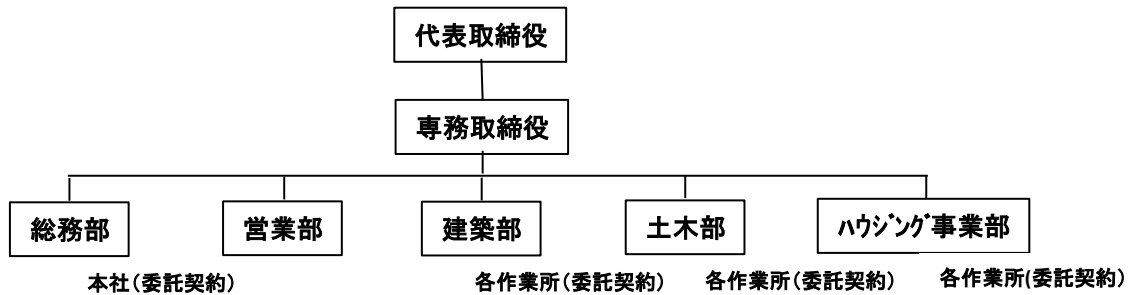 代表取締役
専務取締役
総務部
営業部
建築部
土木部
ﾊｳｼﾞﾝｸﾞ事業部
本社(委託契約)
各作業所(委託契約)
各作業所(委託契約)
各作業所(委託契約)